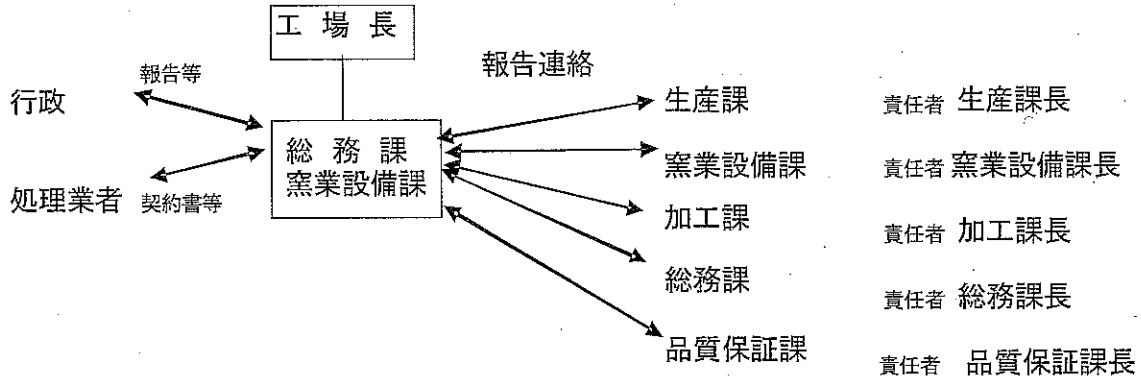 工場長
報告連絡
報告等
行政
生産課 責任者 生産課長
総務課
窯業設備課
窯業設備課 責任者 窯業設備課長
処理業者 契約書等
加工課 責任者 加工課長
総務課 責任者 総務課長
品質保証課 責任者 品質保証課長